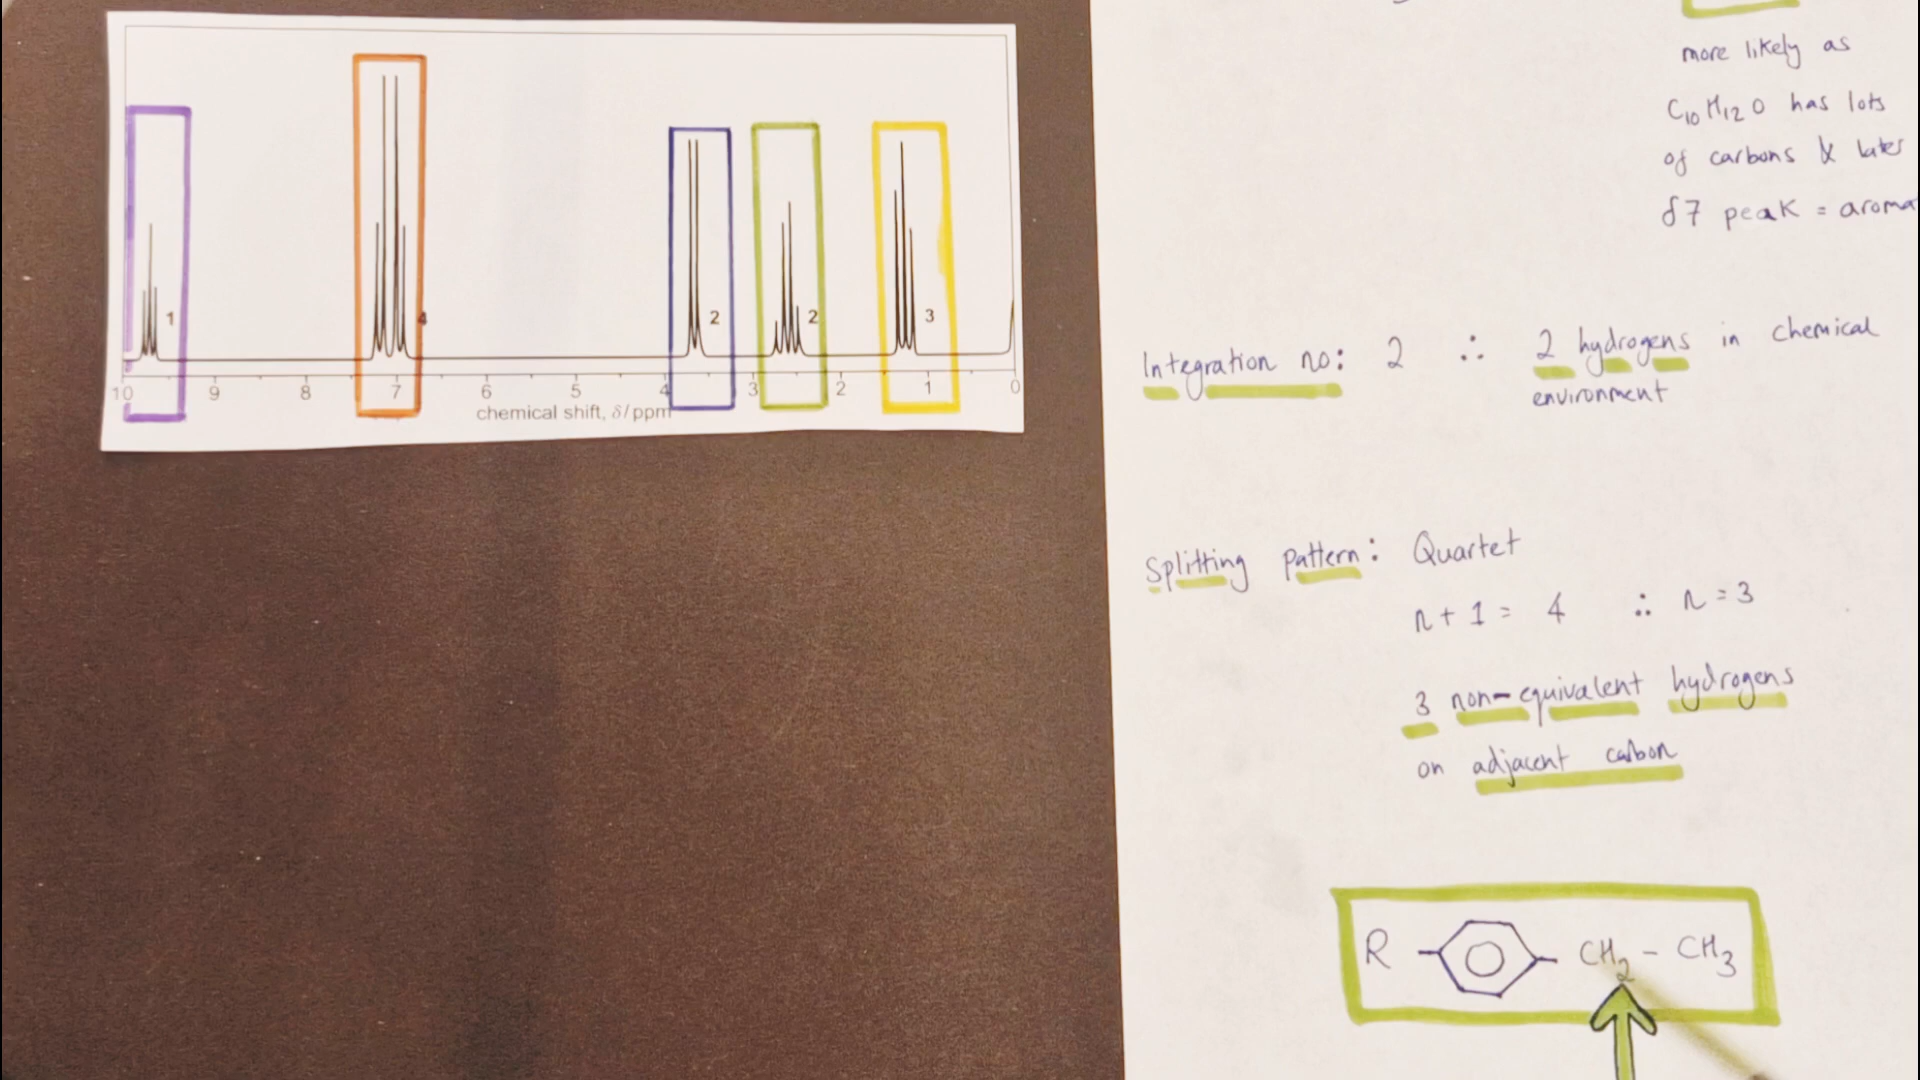 1
4
2
2
3
10 9 8 7 6 5 4 3 2 1 0
chemical shift, δ/ppm
more likely as
C₁₀H₁₂O has lots
of carbons & later
δ7 peak = aroma
Integration no: 2 ∴ 2 hydrogens in chemical
environment
Splitting pattern: Quartet
n + 1 = 4 ∴ n = 3
3 non-equivalent hydrogens
on adjacent carbon
R - CH₂ - CH₃